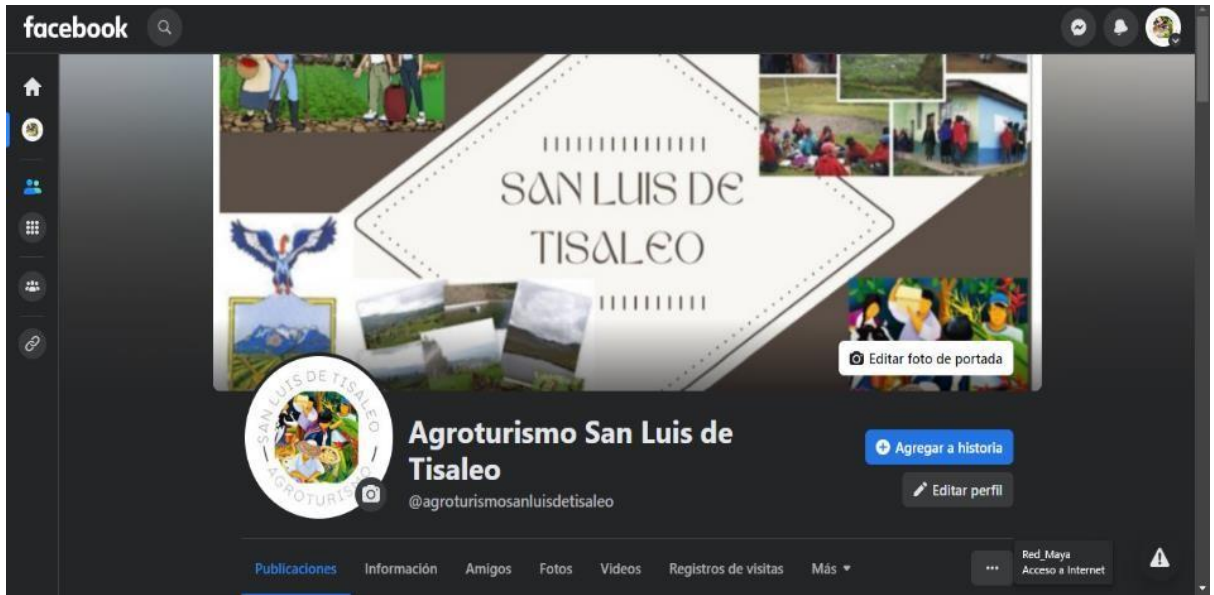 facebook
SAN LUIS DE
TISALEO
Editar foto de portada
SAN LUIS DE TISALEO
AGROTURISMO
Agroturismo San Luis de
Tisaleo
@agroturismosanluisdetisaleo
Agregar a historia
Editar perfil
Publicaciones Información Amigos Fotos Videos Registros de visitas Más
Red_Maya
Acceso a Internet